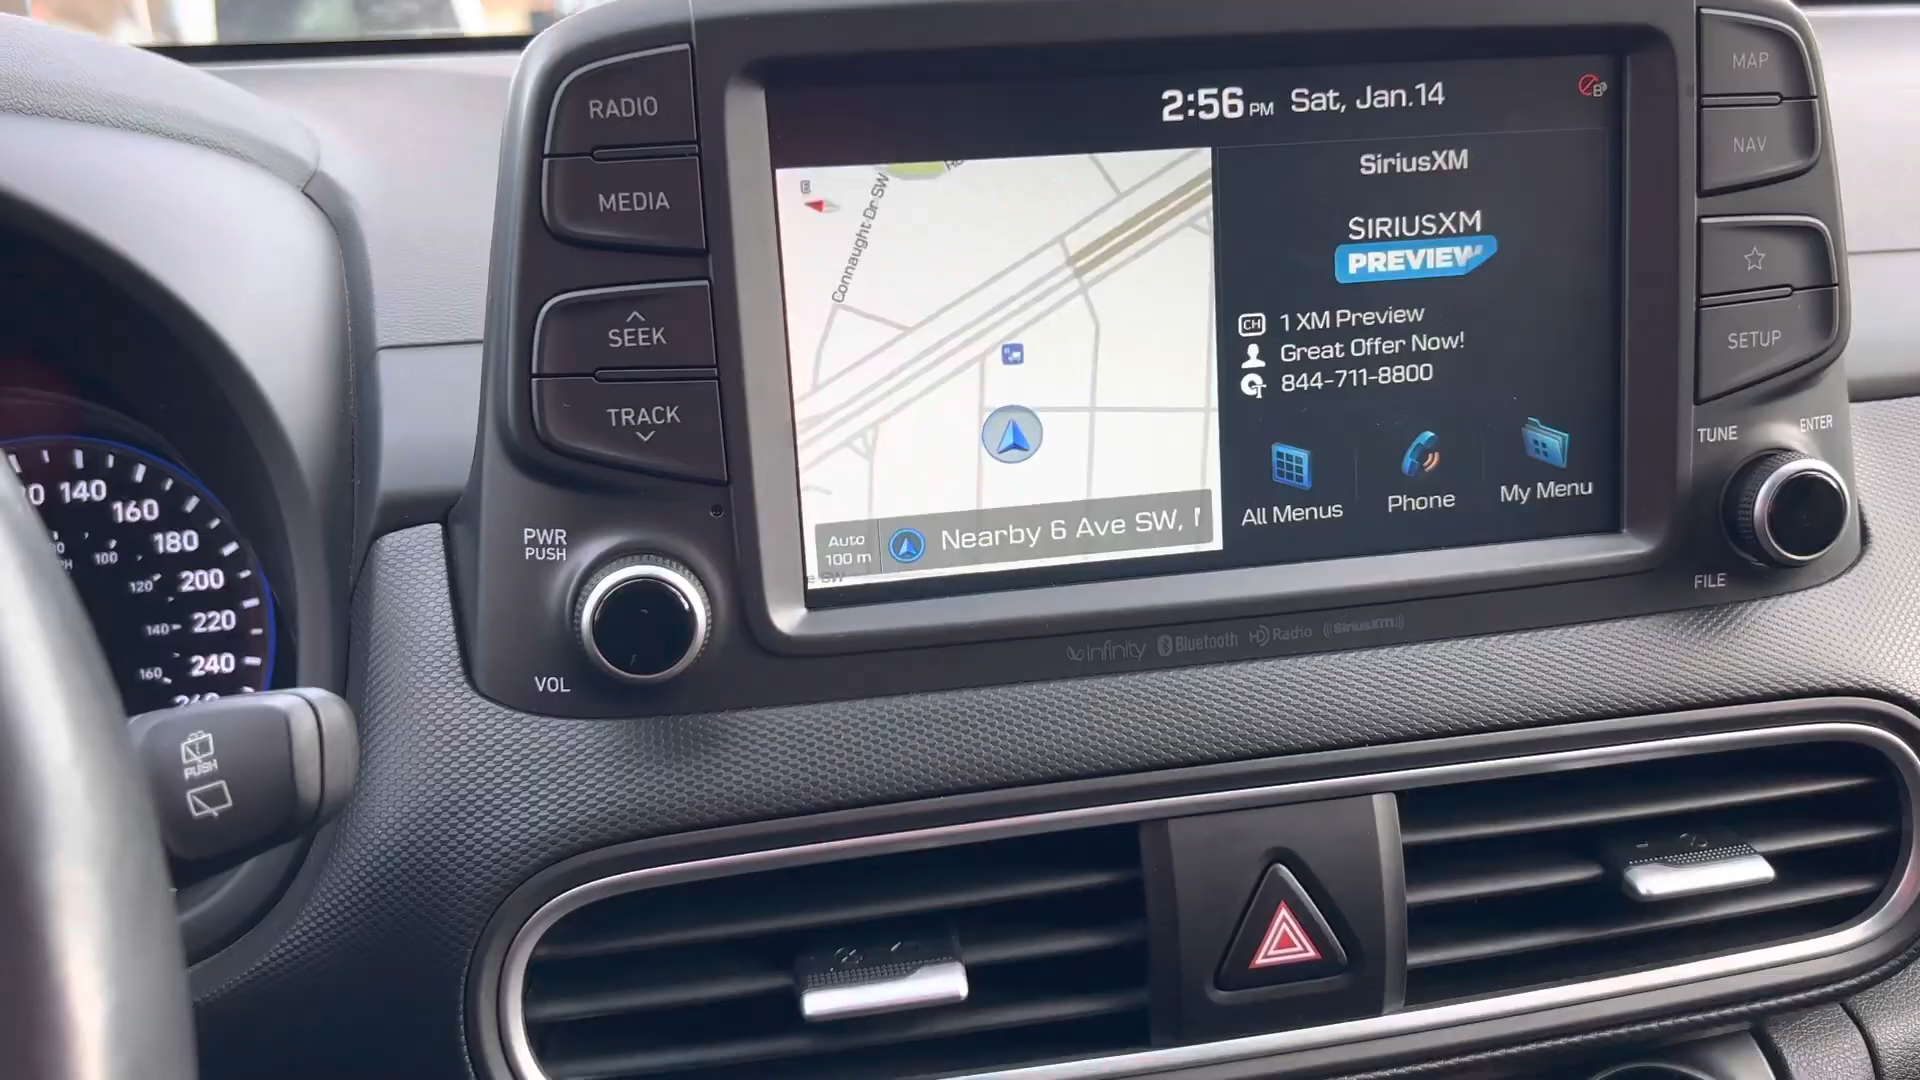 RADIO
MEDIA
SEEK
TRACK
PWR
PUSH
VOL
2:56 PM Sat, Jan.14
E
Connaught Dr SW
Auto
100 m
Nearby 6 Ave SW,
SW
SiriusXM
SIRIUSXM
PREVIEW
CH 1 XM Preview
Great Offer Now!
844-711-8800
All Menus
Phone
My Menu
MAP
NAV
SETUP
TUNE
ENTER
FILE
infinity Bluetooth HD Radio SiriusXM
140
160
180
200
220
240
260
100
120
140
160
PUSH